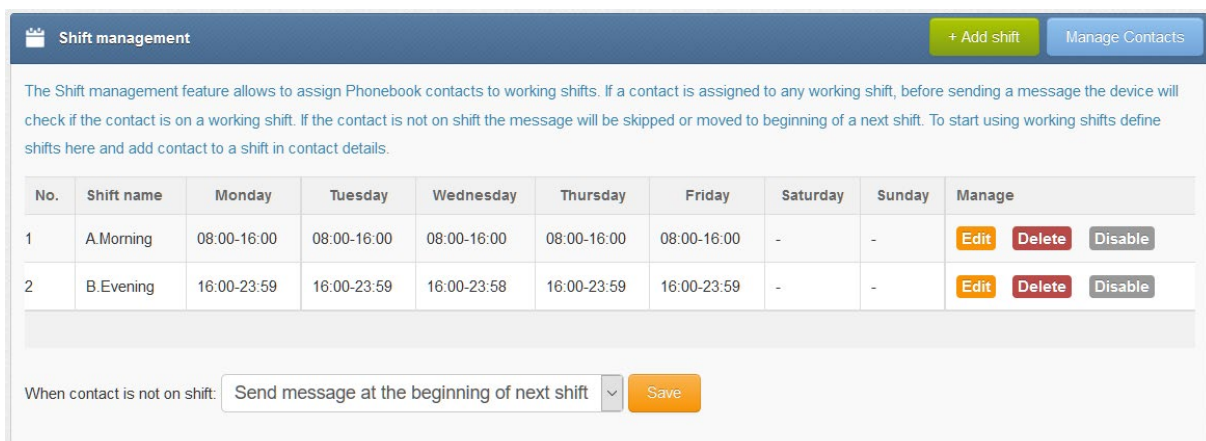 Shift management
+ Add shift
Manage Contacts
The Shift management feature allows to assign Phonebook contacts to working shifts. If a contact is assigned to any working shift, before sending a message the device will
check if the contact is on a working shift. If the contact is not on shift the message will be skipped or moved to beginning of a next shift. To start using working shifts define
shifts here and add contact to a shift in contact details.
No. Shift name Monday Tuesday Wednesday Thursday Friday Saturday Sunday Manage
1 A.Morning 08:00-16:00 08:00-16:00 08:00-16:00 08:00-16:00 08:00-16:00 - - Edit Delete Disable
2 B.Evening 16:00-23:59 16:00-23:59 16:00-23:58 16:00-23:59 16:00-23:59 - - Edit Delete Disable
When contact is not on shift: Send message at the beginning of next shift Save